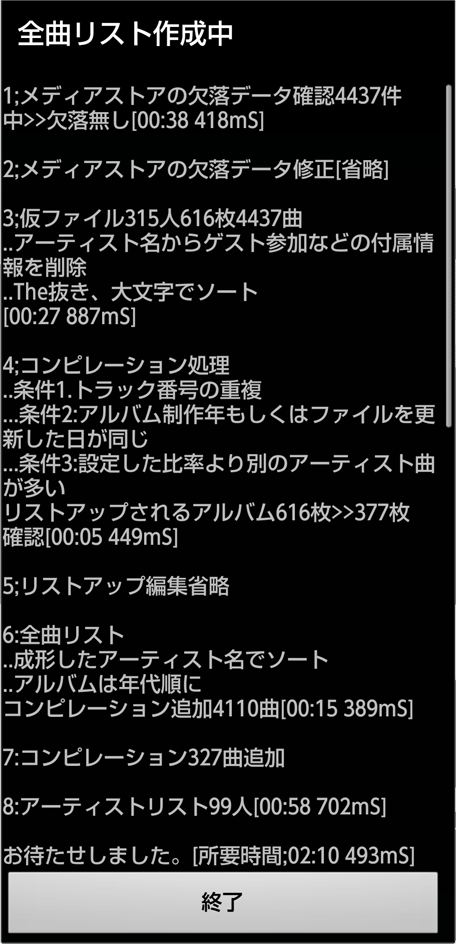 全曲リスト作成中
1;メディアストアの欠落データ確認4437件
中>>欠落無し[00:38 418mS]
2;メディアストアの欠落データ修正[省略]
3;仮ファイル315人616枚4437曲
..アーティスト名からゲスト参加などの付属情
報を削除
..The抜き、大文字でソート
[00:27 887mS]
4;コンピレーション処理
..条件1.トラック番号の重複
...条件2:アルバム制作年もしくはファイルを更
新した日が同じ
...条件3:設定した比率より別のアーティスト曲
が多い
リストアップされるアルバム616枚>>377枚
確認[00:05 449mS]
5;リストアップ編集省略
6:全曲リスト
..成形したアーティスト名でソート
..アルバムは年代順に
コンピレーション追加4110曲[00:15 389mS]
7:コンピレーション327曲追加
8:アーティストリスト99人[00:58 702mS]
お待たせしました。[所要時間;02:10 493mS]
終了